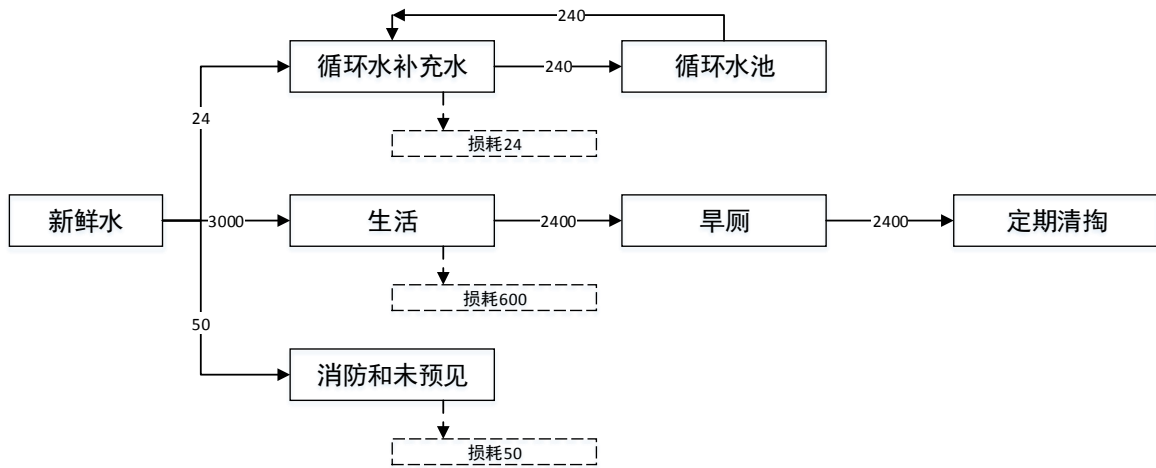 240
循环水补充水
240
循环水池
24
损耗24
新鲜水
3000
生活
2400
旱厕
2400
定期清掏
损耗600
50
消防和未预见
损耗50